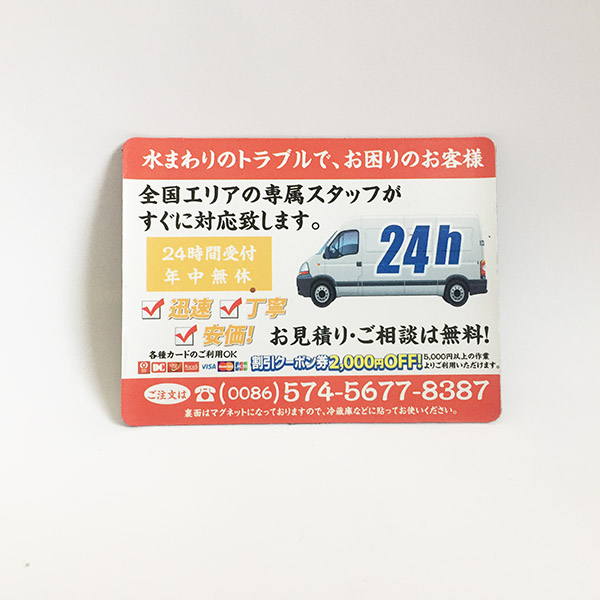 水まわりのトラブルで、お困りのお客様
全国エリアの専属スタッフが
すぐに対応致します。
24時間受付
年中無休
24h
迅速 丁寧
安価!
お見積り・ご相談は無料!
各種カードのご利用OK
DC VISA MasterCard JCB
割引クーポン券2,000円OFF!
5,000円以上の作業
よりご利用いただけます。
ご注文は (0086) 574-5677-8387
裏面はマグネットになっておりますので、冷蔵庫などに貼ってお使いください。